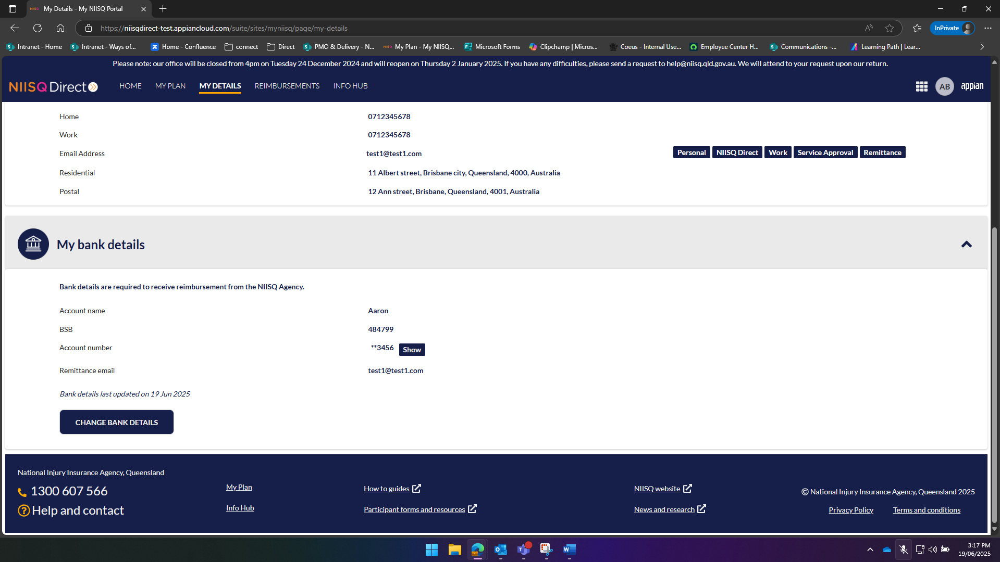 My Details - My NIISQ Portal
https://niisqdirect-test.appiancloud.com/suite/sites/myniisq/page/my-details
InPrivate
Intranet - Home
Intranet - Ways of...
Home - Confluence
connect
Direct
PMO & Delivery - N...
My Plan - My NIISQ...
Microsoft Forms
Clipchamp | Micros...
Coeus - Internal Use...
Employee Center H...
Communications -...
Learning Path | Lear...
Please note: our office will be closed from 4pm on Tuesday 24 December 2024 and will reopen on Thursday 2 January 2025. If you have any difficulties, please send a request to help@niisq.qld.gov.au. We will attend to your request upon our return.
NIISQ Direct
HOME
MY PLAN
MY DETAILS
REIMBURSEMENTS
INFO HUB
AB
appian
Home 0712345678
Work 0712345678
Email Address test1@test1.com Personal NIISQ Direct Work Service Approval Remittance
Residential 11 Albert street, Brisbane city, Queensland, 4000, Australia
Postal 12 Ann street, Brisbane, Queensland, 4001, Australia
My bank details
Bank details are required to receive reimbursement from the NIISQ Agency.
Account name Aaron
BSB 484799
Account number **3456 Show
Remittance email test1@test1.com
Bank details last updated on 19 Jun 2025
CHANGE BANK DETAILS
National Injury Insurance Agency, Queensland
1300 607 566
Help and contact
My Plan
Info Hub
How to guides
Participant forms and resources
NIISQ website
News and research
© National Injury Insurance Agency, Queensland 2025
Privacy Policy
Terms and conditions
3:17 PM
19/06/2025